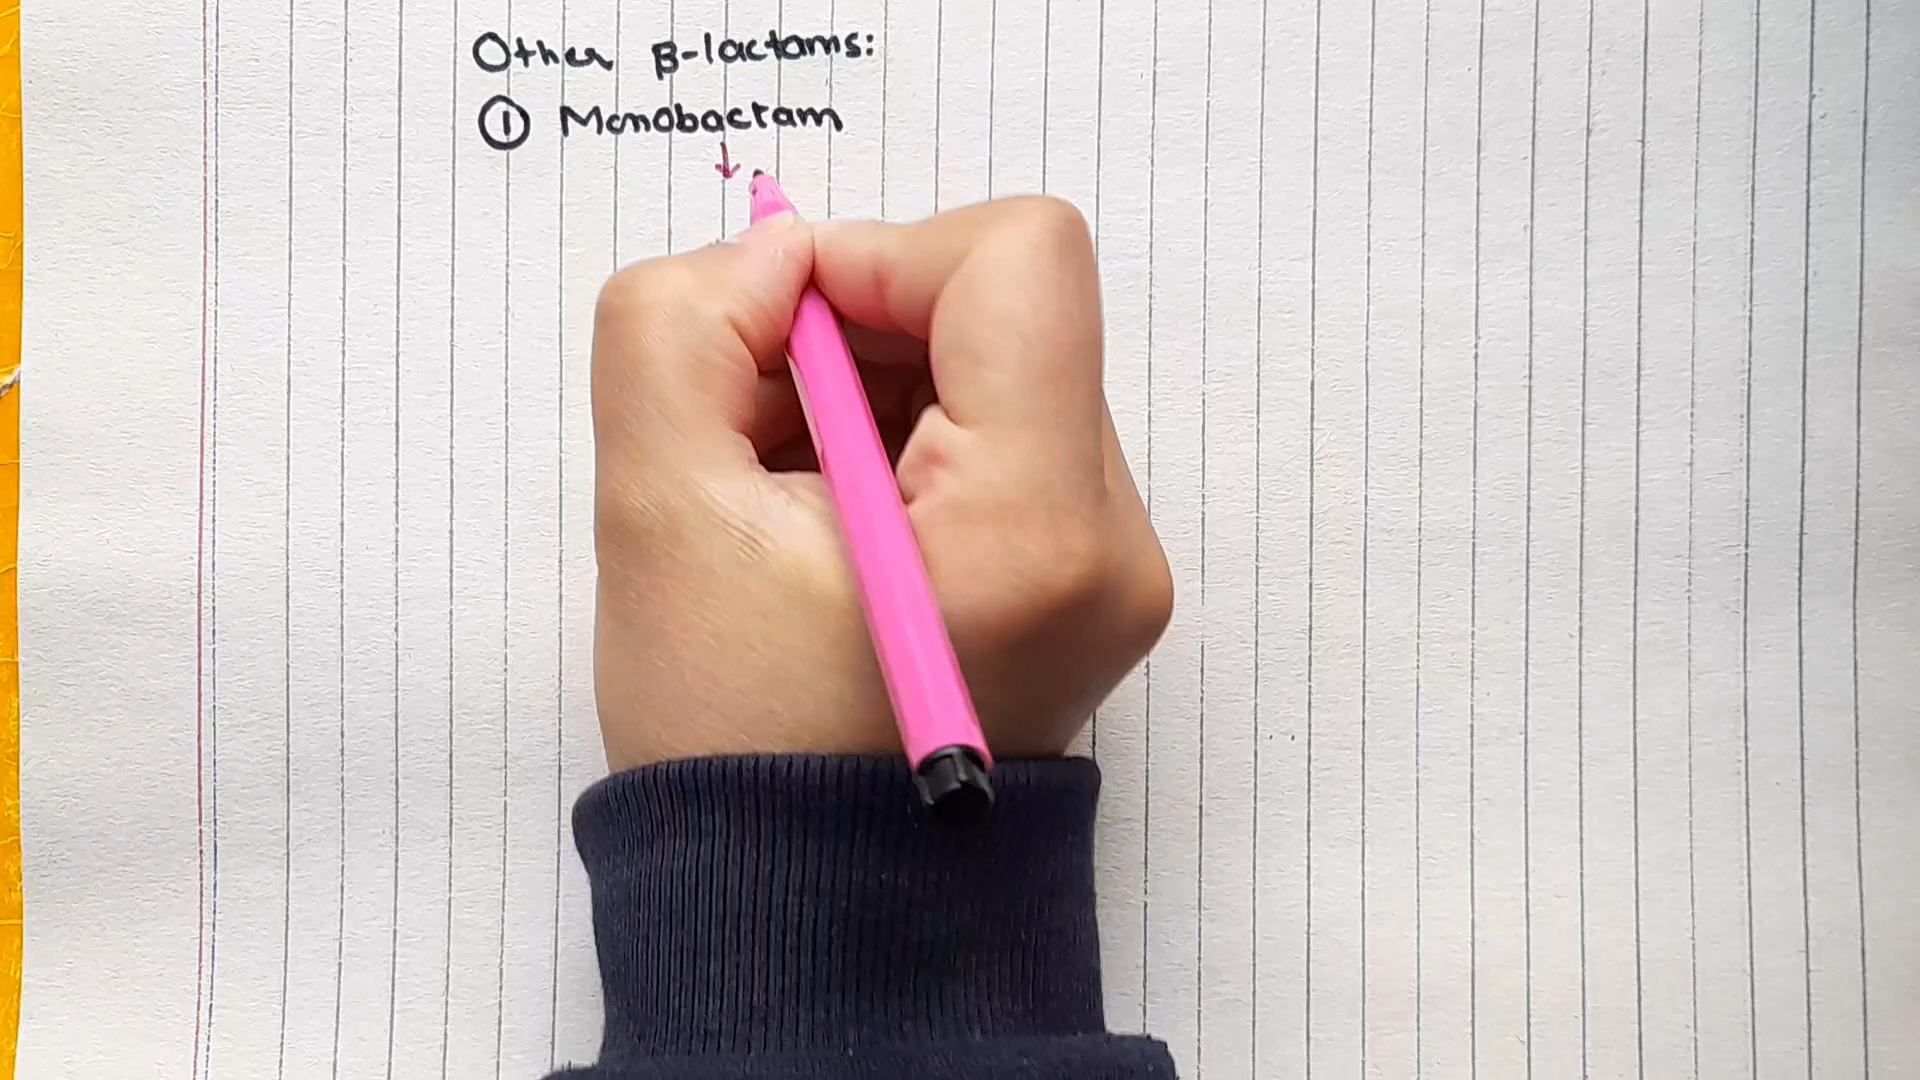 Other β-lactams:
① Monobactam
↓